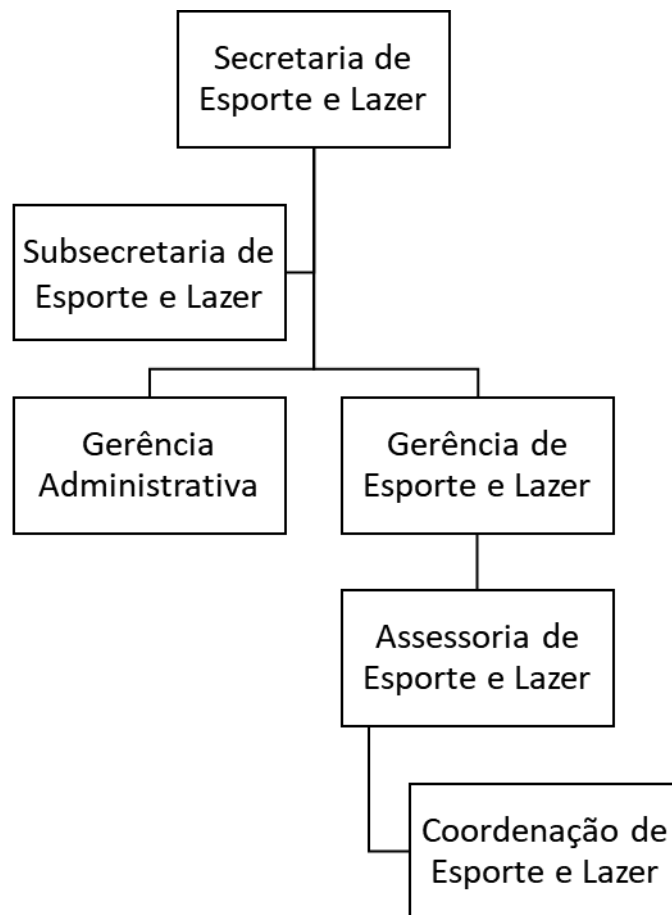 Secretaria de
Esporte e Lazer
Subsecretaria de
Esporte e Lazer
Gerência
Administrativa
Gerência de
Esporte e Lazer
Assessoria de
Esporte e Lazer
Coordenação de
Esporte e Lazer